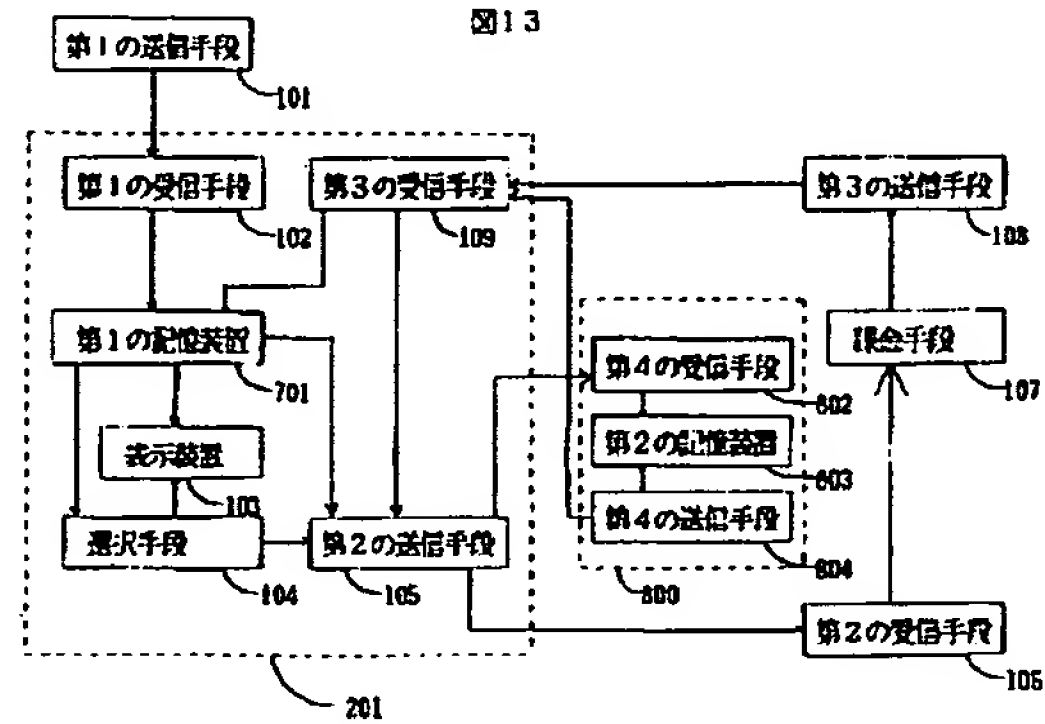 図13
第1の送信手段
101
第1の受信手段
102
第3の受信手段
109
第3の送信手段
108
第1の記憶装置
701
表示装置
103
選択手段
104
第2の送信手段
105
第4の受信手段
802
第2の記憶装置
803
第4の送信手段
804
800
課金手段
107
第2の受信手段
106
201